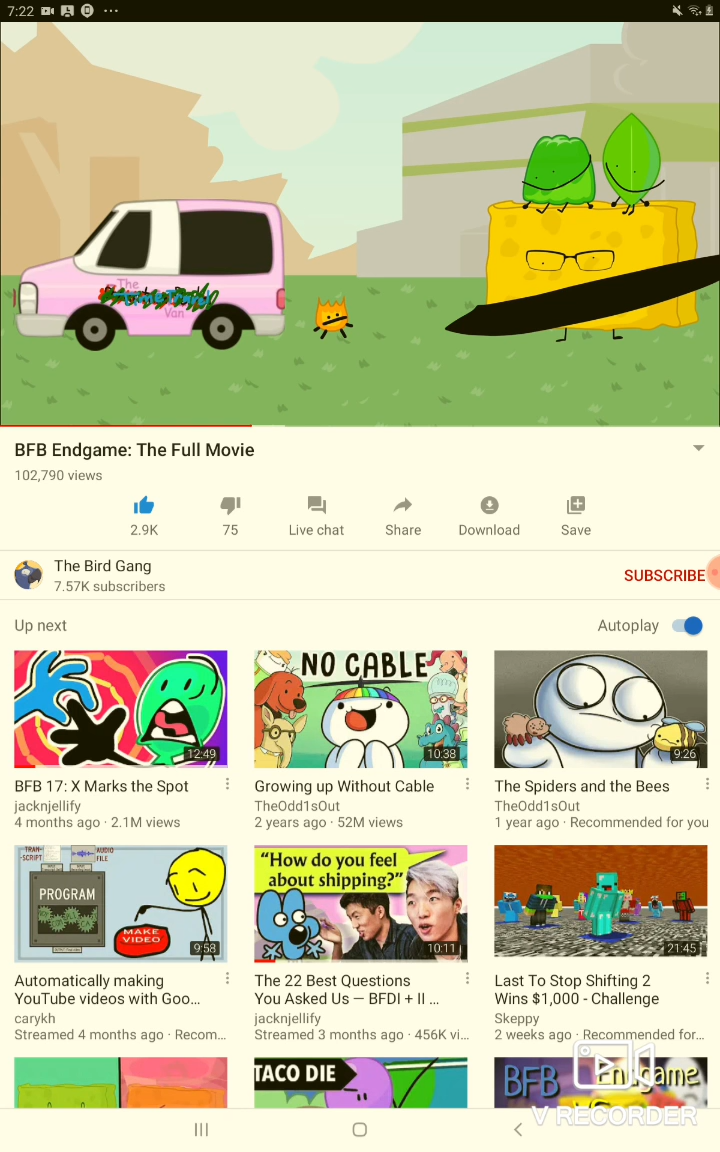 7:22
The
Time Travel
Van
BFB Endgame: The Full Movie
102,790 views
2.9K
75
Live chat
Share
Download
Save
The Bird Gang
7.57K subscribers
SUBSCRIBE
Up next
Autoplay
12:49
NO CABLE
10:38
9:26
BFB 17: X Marks the Spot
jacknjellify
4 months ago · 2.1M views
Growing up Without Cable
TheOdd1sOut
2 years ago · 52M views
The Spiders and the Bees
TheOdd1sOut
1 year ago · Recommended for you
TRAN-
-SCRIPT
AUDIO
FILE
PROGRAM
MAKE
VIDEO
9:58
"How do you feel
about shipping?"
10:11
21:45
Automatically making
YouTube videos with Goo...
carykh
Streamed 4 months ago · Recom...
The 22 Best Questions
You Asked Us — BFDI + II ...
jacknjellify
Streamed 3 months ago · 456K vi...
Last To Stop Shifting 2
Wins $1,000 - Challenge
Skeppy
2 weeks ago · Recommended for...
TACO DIE
BFB Endgame
V RECORDER